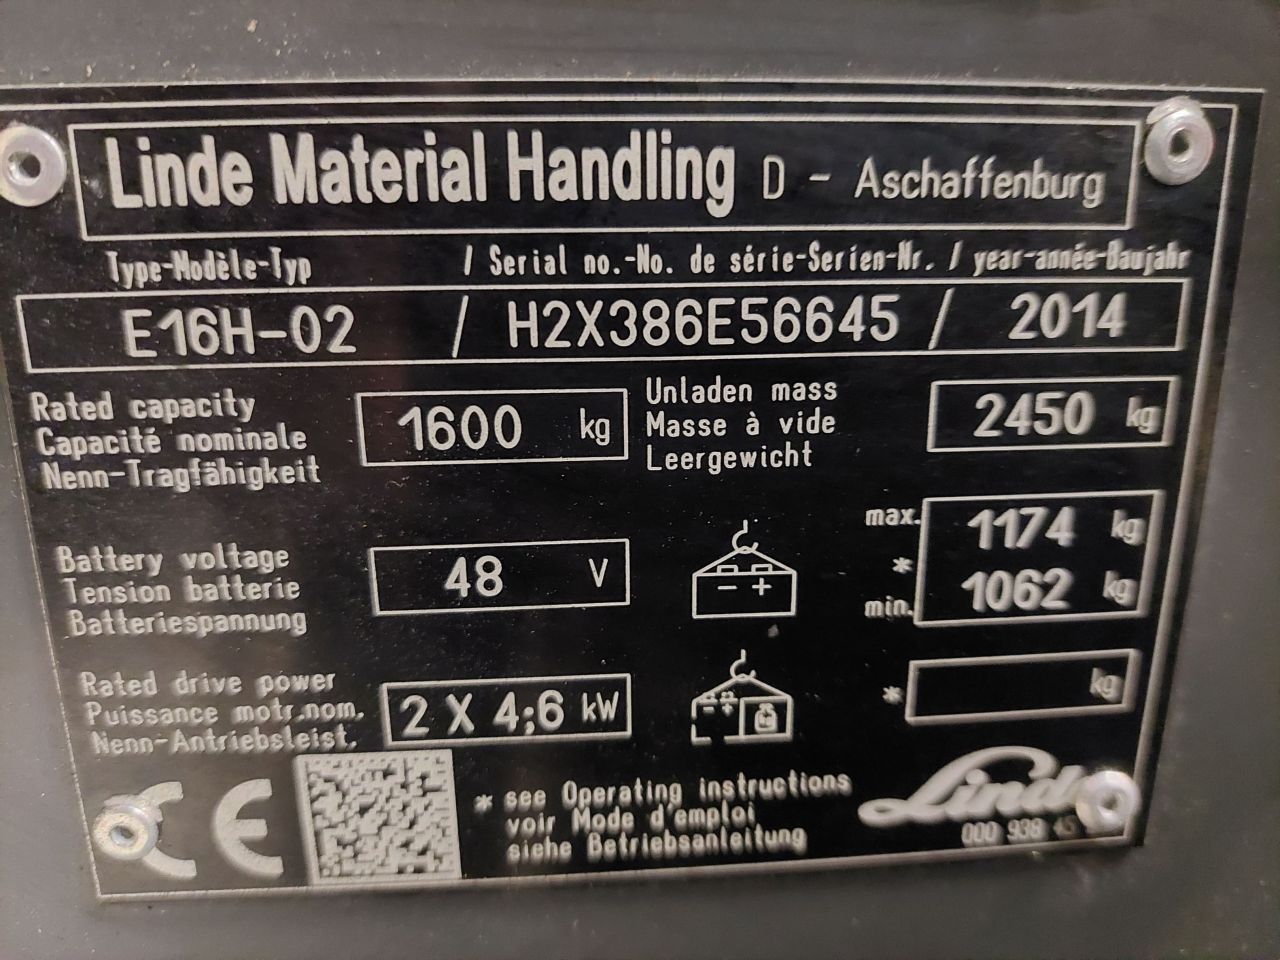 Linde Material Handling D - Aschaffenburg
Type-Modèle-Typ / Serial no.-No. de série-Serien-Nr. / year-année-Baujahr
E16H-02 / H2X386E56645 / 2014
Rated capacity
Capacité nominale
Nenn-Tragfähigkeit
1600 kg
Unladen mass
Masse à vide
Leergewicht
2450 kg
Battery voltage
Tension batterie
Batteriespannung
48 V
- +
max. 1174 kg
*
min. 1062 kg
Rated drive power
Puissance motr.nom.
Nenn-Antriebsleist.
2 X 4;6 kW
- +
* kg
CE
* see Operating instructions
voir Mode d'emploi
siehe Betriebsanleitung
Linde
000 938 45